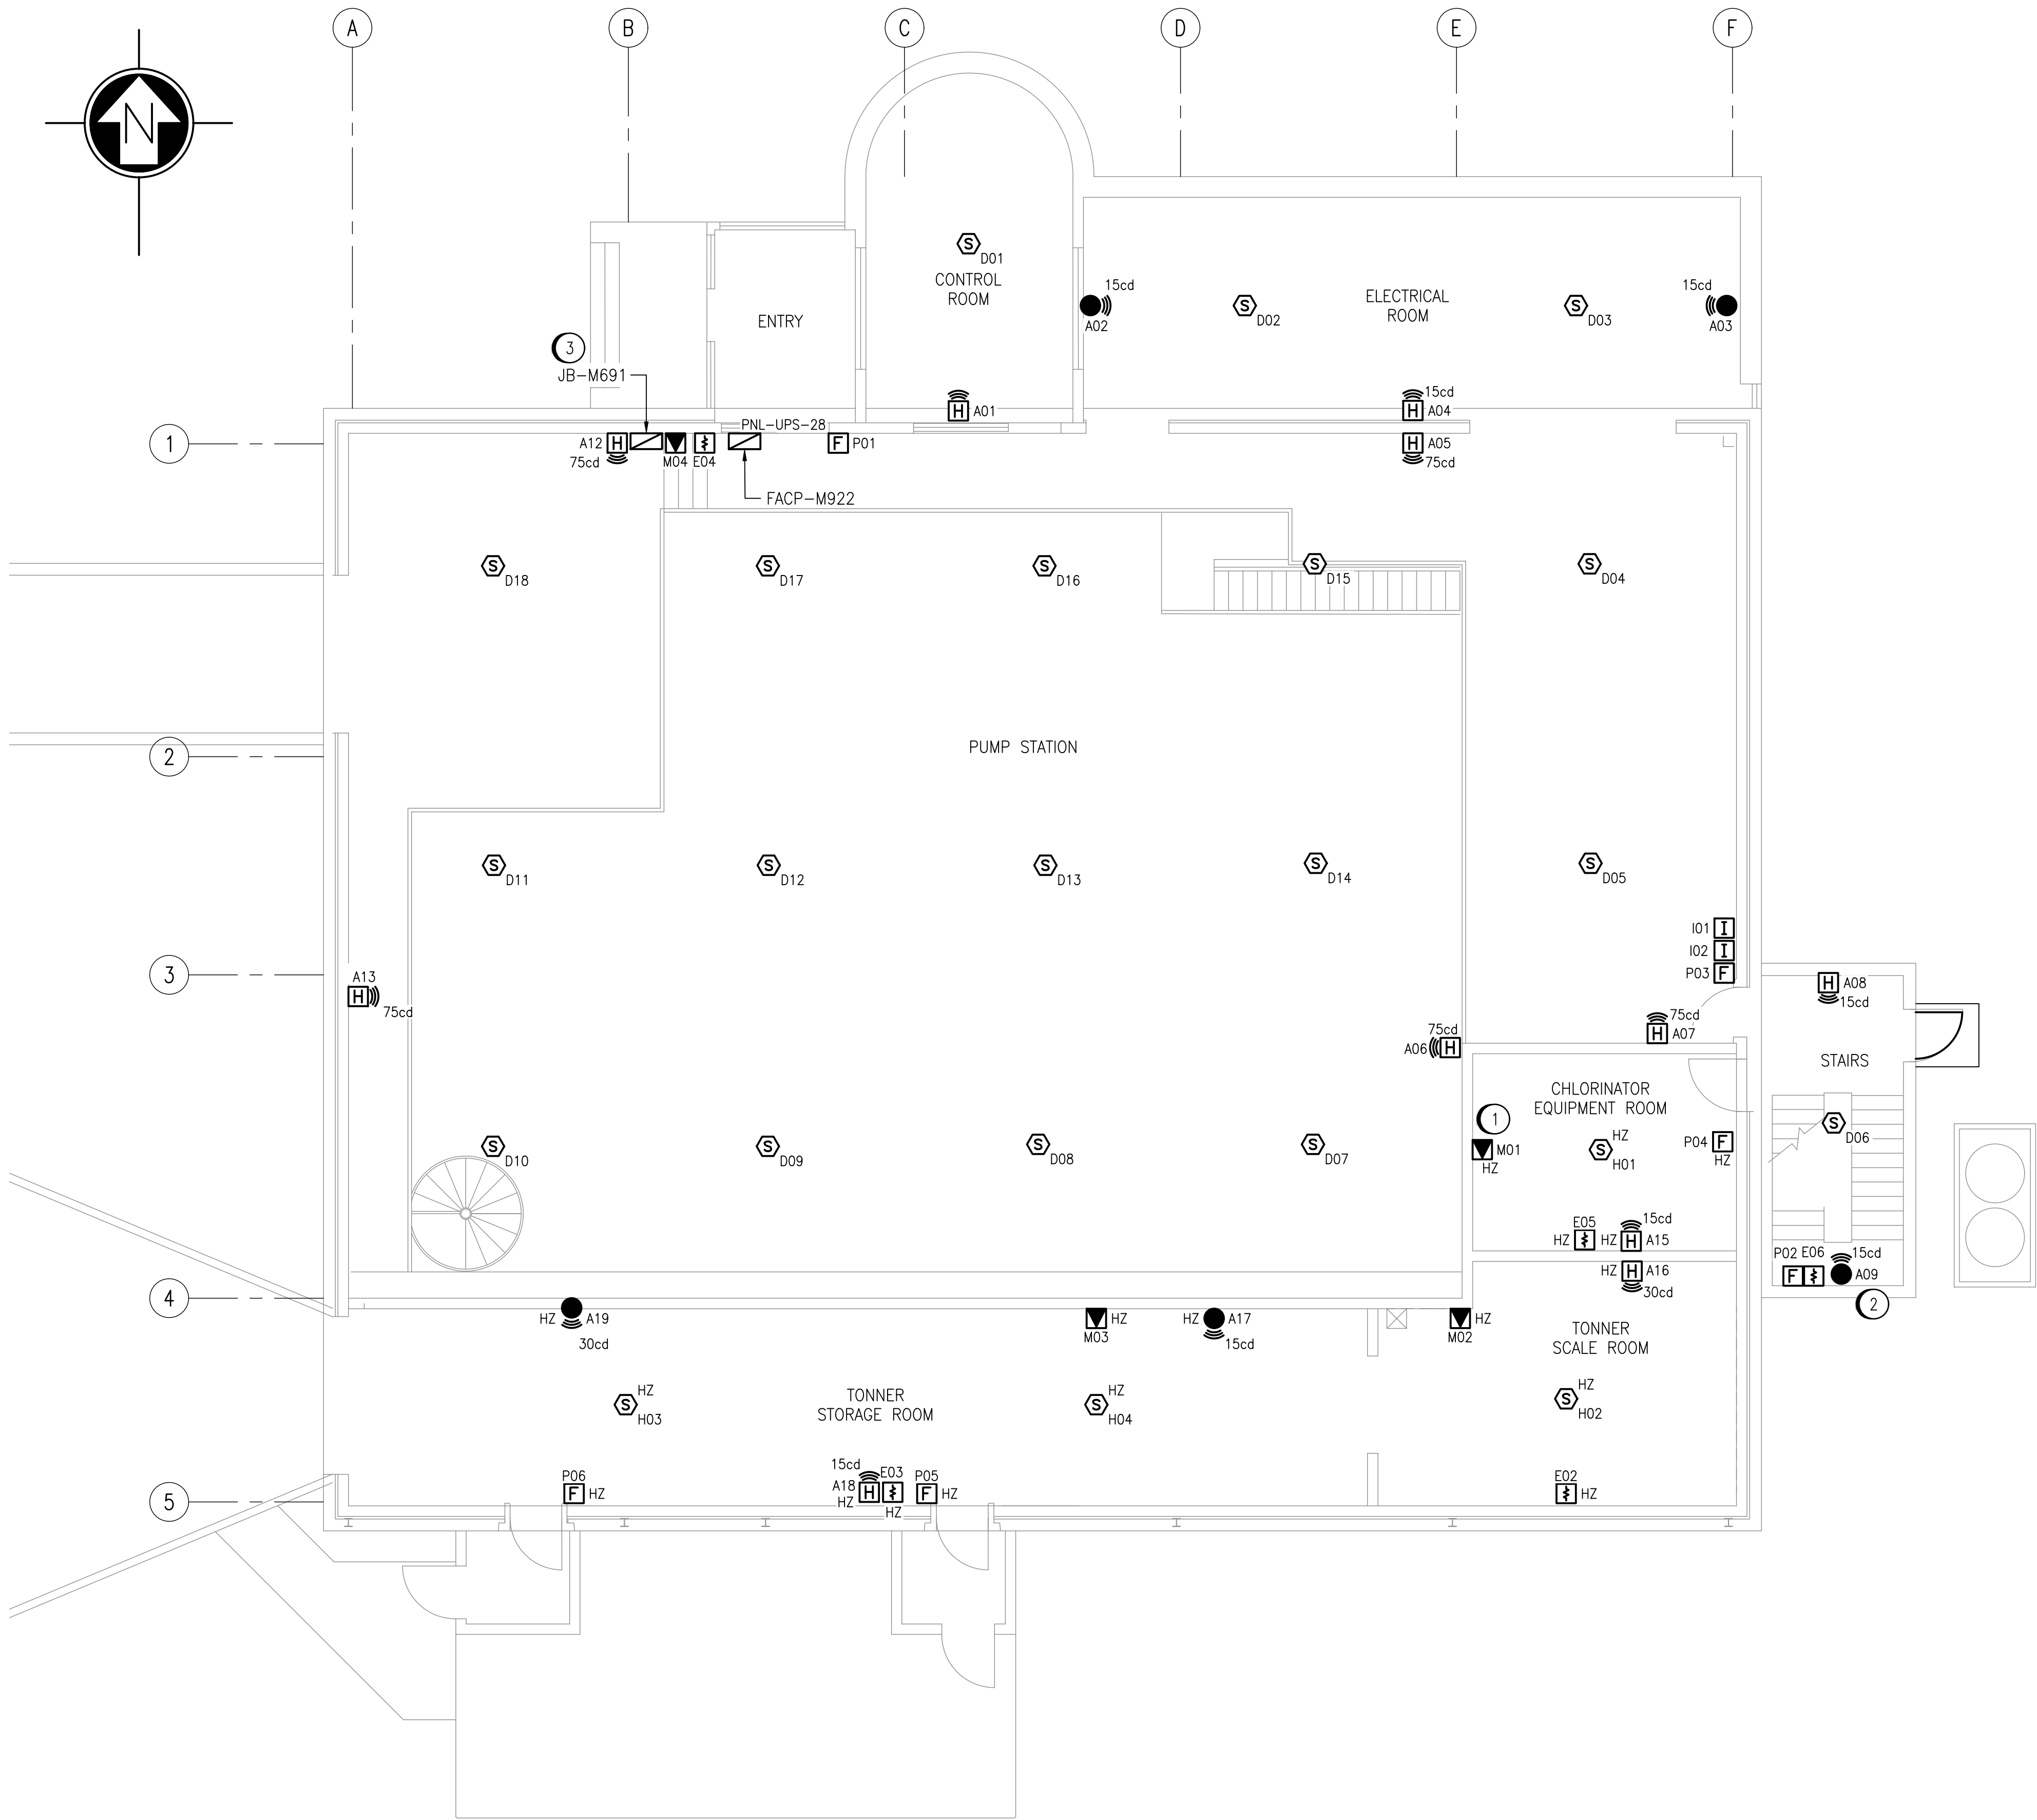 A
B
C
D
E
F
N
S
D01
CONTROL
ROOM
15cd
A02
S
D02
ELECTRICAL
ROOM
S
D03
15cd
A03
ENTRY
3
JB-M691
H
A01
15cd
H
A04
1
A12
H
75cd
M04
E04
PNL-UPS-28
F
P01
H
A05
75cd
FACP-M922
S
D18
S
D17
S
D16
S
D15
S
D04
2
PUMP STATION
S
D11
S
D12
S
D13
S
D14
S
D05
I01
I
I02
I
P03
F
3
A13
H
75cd
75cd
A06
H
75cd
H
A07
H
A08
15cd
STAIRS
CHLORINATOR
EQUIPMENT ROOM
1
M01
HZ
HZ
S
H01
P04
F
HZ
S
D06
S
D10
S
D09
S
D08
S
D07
E05
HZ
15cd
HZ
H
A15
P02
F
E06
15cd
A09
2
4
HZ
H
A16
30cd
HZ
A19
30cd
HZ
M03
HZ
A17
15cd
HZ
M02
TONNER
SCALE ROOM
HZ
S
H03
TONNER
STORAGE ROOM
HZ
S
H04
HZ
S
H02
5
P06
F
HZ
15cd
A18
H
HZ
E03
HZ
P05
F
HZ
E02
HZ